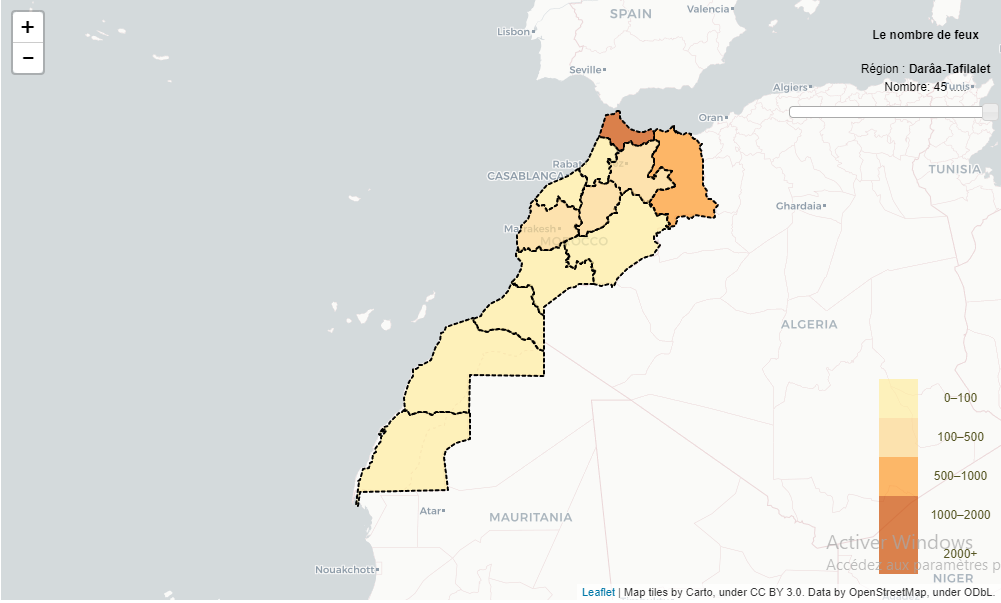 +
−
SPAIN
Valencia
Lisbon
Seville
Le nombre de feux
Région : Darâa-Tafilalet
Nombre: 45
Algiers
Tunis
Oran
Rabat
CASABLANCA
TUNISIA
Ghardaia
Marrakesh
MOROCCO
ALGERIA
0–100
100–500
500–1000
1000–2000
2000+
Atar
MAURITANIA
Activer Windows
Accédez aux paramètres p
Nouakchott
NIGER
Leaflet | Map tiles by Carto, under CC BY 3.0. Data by OpenStreetMap, under ODbL.